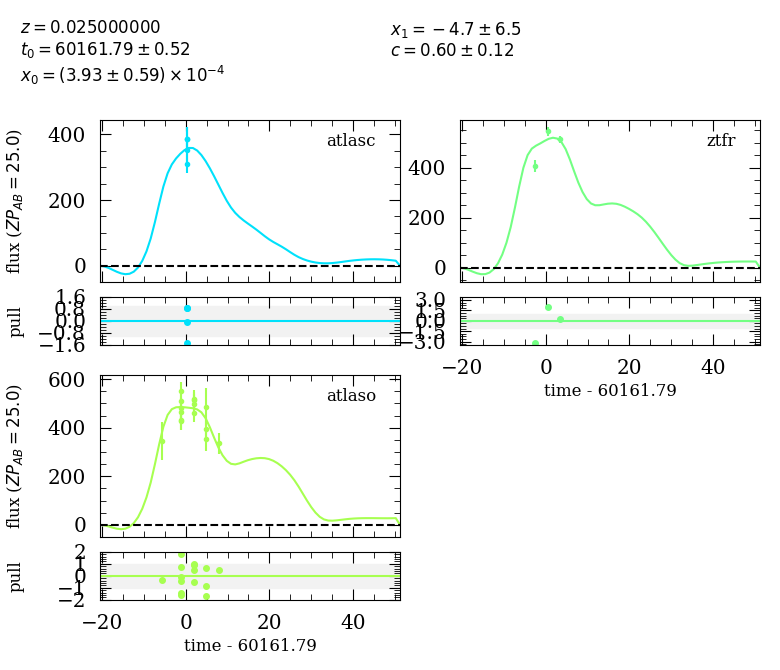 z = 0.025000000
t₀ = 60161.79 ± 0.52
x₀ = (3.93 ± 0.59) × 10⁻⁴
x₁ = −4.7 ± 6.5
c = 0.60 ± 0.12
atlasc
400
200
0
flux (ZP_AB = 25.0)
1.6
0.8
0.0
−0.8
−1.6
pull
ztfr
400
200
0
3.0
1.5
0.0
−1.5
−3.0
−20 0 20 40
time - 60161.79
atlaso
600
400
200
0
flux (ZP_AB = 25.0)
2
1
0
−1
−2
pull
−20 0 20 40
time - 60161.79